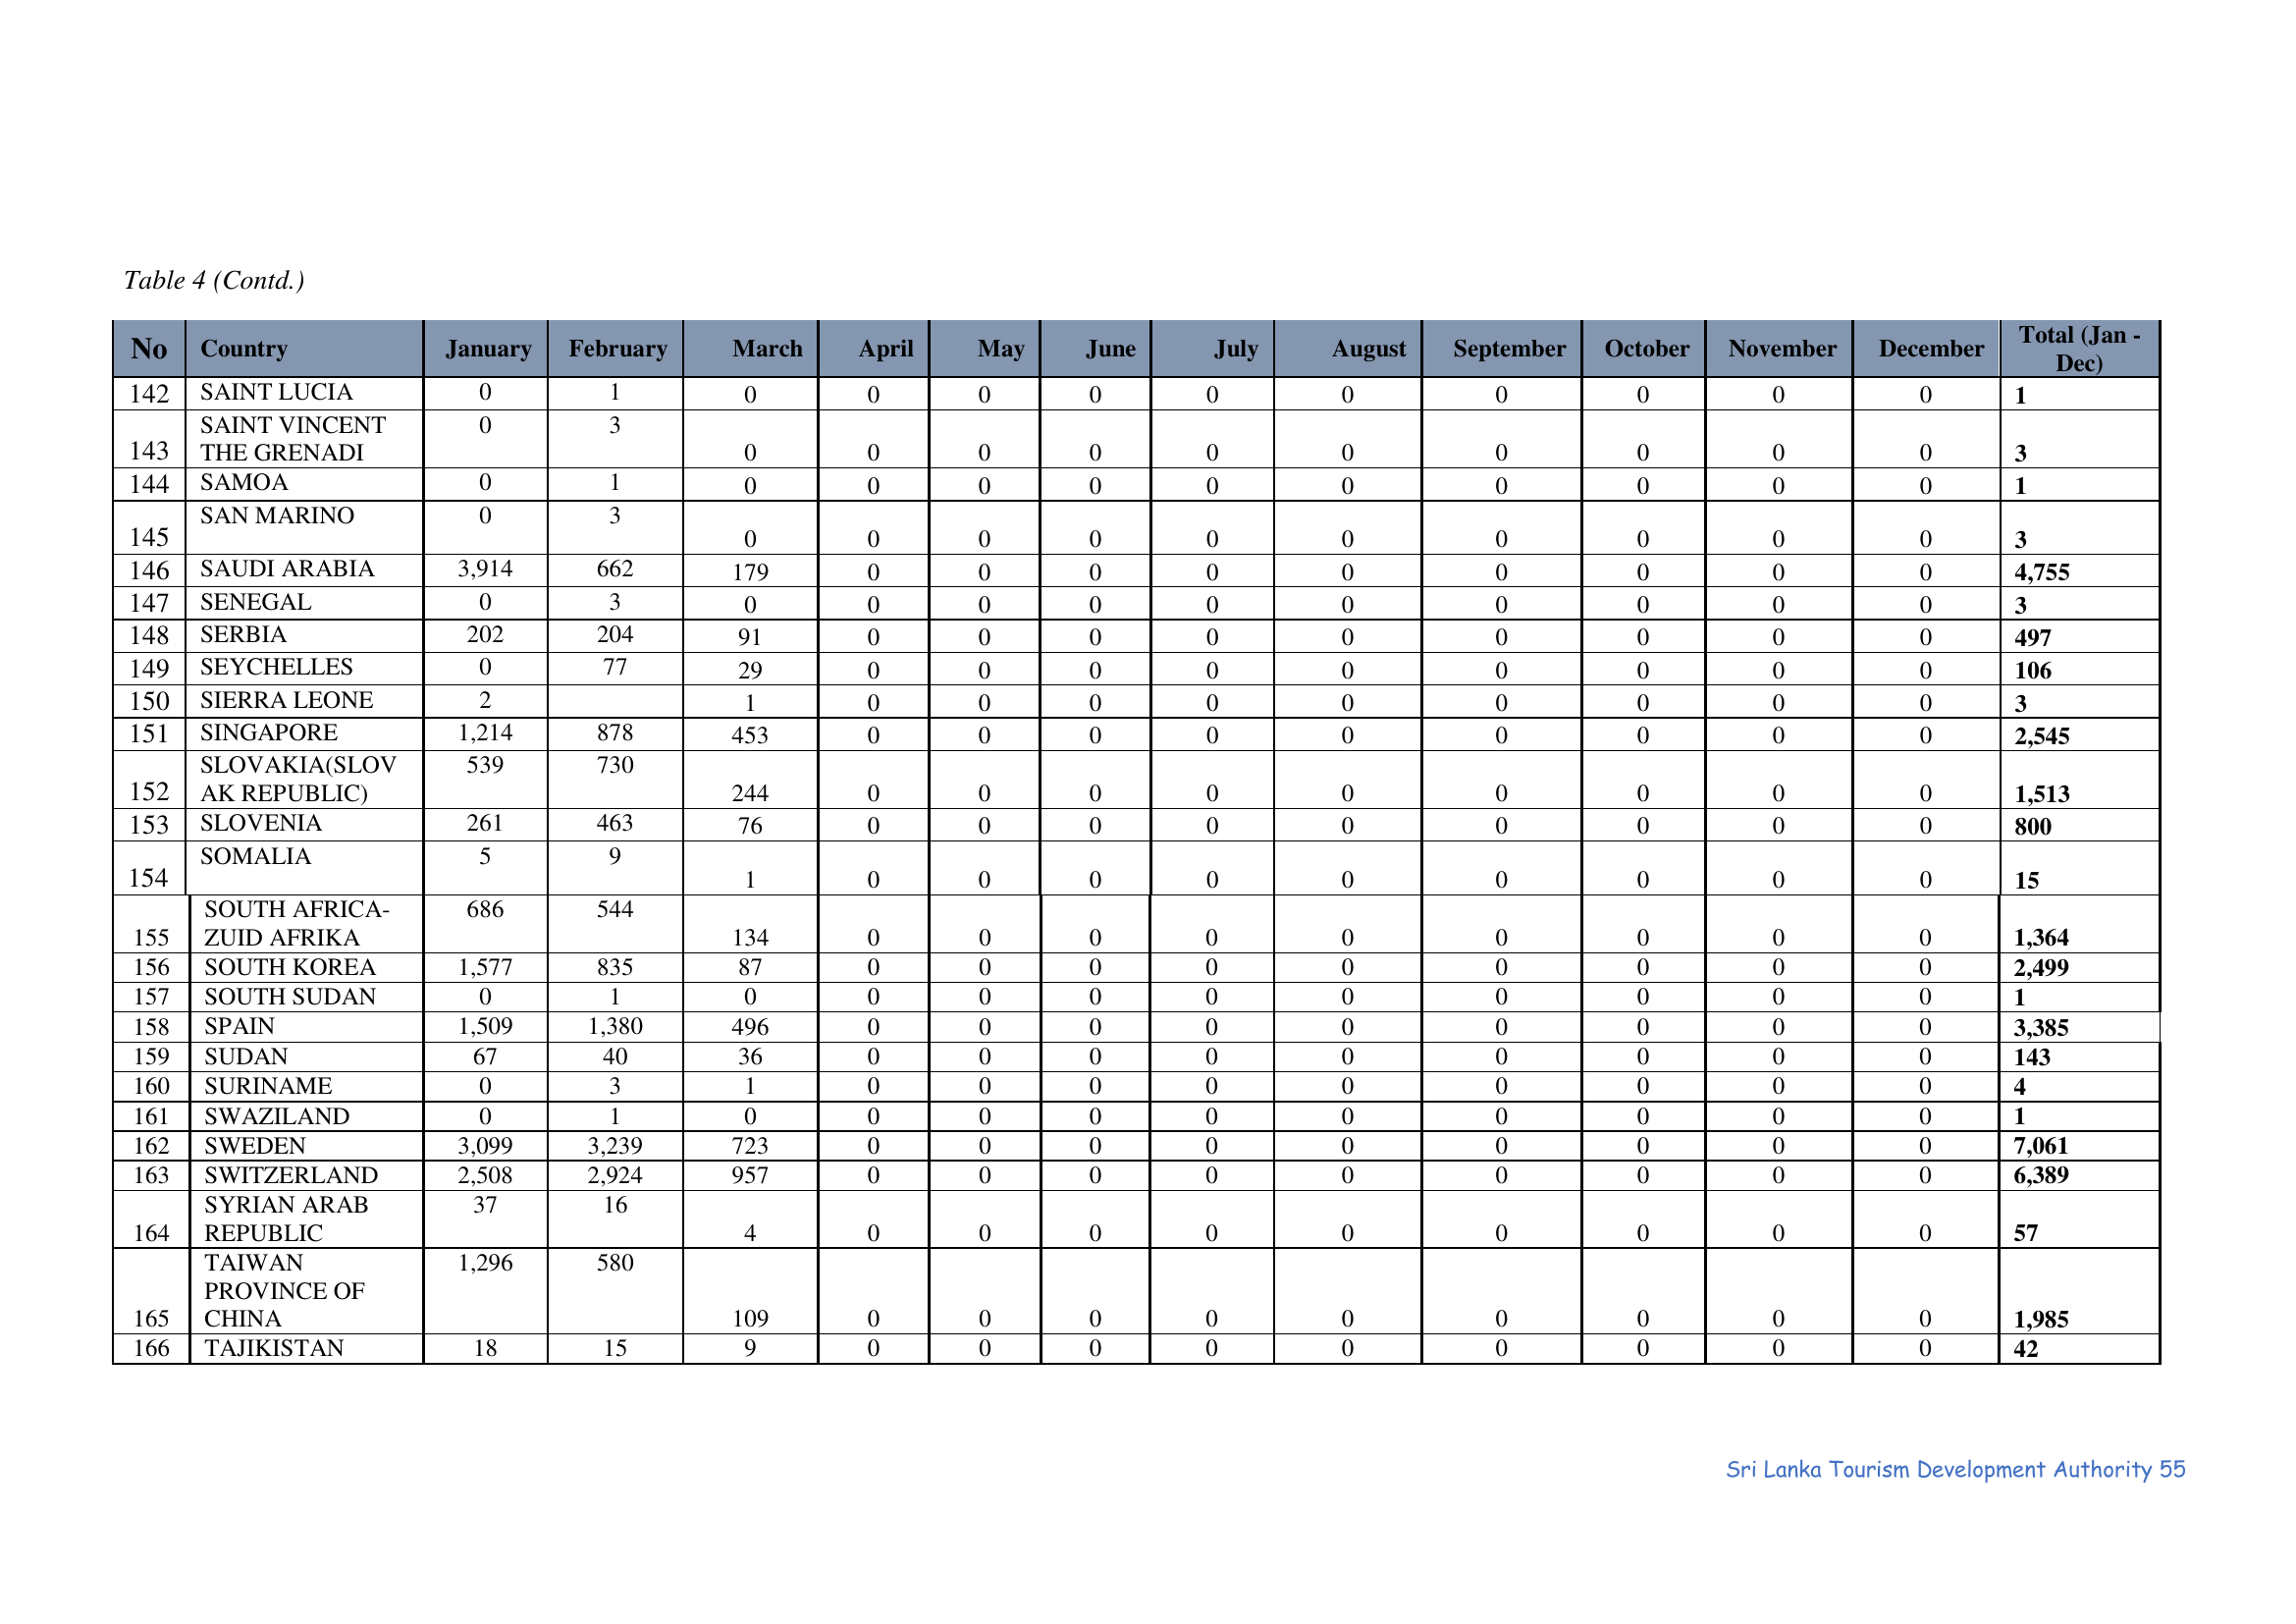 Table 4 (Contd.)
No Country January February March April May June July August September October November December Total (Jan - Dec)
142 SAINT LUCIA 0 1 0 0 0 0 0 0 0 0 0 0 1
143 SAINT VINCENT THE GRENADI 0 3 0 0 0 0 0 0 0 0 0 0 3
144 SAMOA 0 1 0 0 0 0 0 0 0 0 0 0 1
145 SAN MARINO 0 3 0 0 0 0 0 0 0 0 0 0 3
146 SAUDI ARABIA 3,914 662 179 0 0 0 0 0 0 0 0 0 4,755
147 SENEGAL 0 3 0 0 0 0 0 0 0 0 0 0 3
148 SERBIA 202 204 91 0 0 0 0 0 0 0 0 0 497
149 SEYCHELLES 0 77 29 0 0 0 0 0 0 0 0 0 106
150 SIERRA LEONE 2 1 0 0 0 0 0 0 0 0 0 3
151 SINGAPORE 1,214 878 453 0 0 0 0 0 0 0 0 0 2,545
152 SLOVAKIA(SLOVAK REPUBLIC) 539 730 244 0 0 0 0 0 0 0 0 0 1,513
153 SLOVENIA 261 463 76 0 0 0 0 0 0 0 0 0 800
154 SOMALIA 5 9 1 0 0 0 0 0 0 0 0 0 15
155 SOUTH AFRICA-ZUID AFRIKA 686 544 134 0 0 0 0 0 0 0 0 0 1,364
156 SOUTH KOREA 1,577 835 87 0 0 0 0 0 0 0 0 0 2,499
157 SOUTH SUDAN 0 1 0 0 0 0 0 0 0 0 0 0 1
158 SPAIN 1,509 1,380 496 0 0 0 0 0 0 0 0 0 3,385
159 SUDAN 67 40 36 0 0 0 0 0 0 0 0 0 143
160 SURINAME 0 3 1 0 0 0 0 0 0 0 0 0 4
161 SWAZILAND 0 1 0 0 0 0 0 0 0 0 0 0 1
162 SWEDEN 3,099 3,239 723 0 0 0 0 0 0 0 0 0 7,061
163 SWITZERLAND 2,508 2,924 957 0 0 0 0 0 0 0 0 0 6,389
164 SYRIAN ARAB REPUBLIC 37 16 4 0 0 0 0 0 0 0 0 0 57
165 TAIWAN PROVINCE OF CHINA 1,296 580 109 0 0 0 0 0 0 0 0 0 1,985
166 TAJIKISTAN 18 15 9 0 0 0 0 0 0 0 0 0 42
Sri Lanka Tourism Development Authority 55